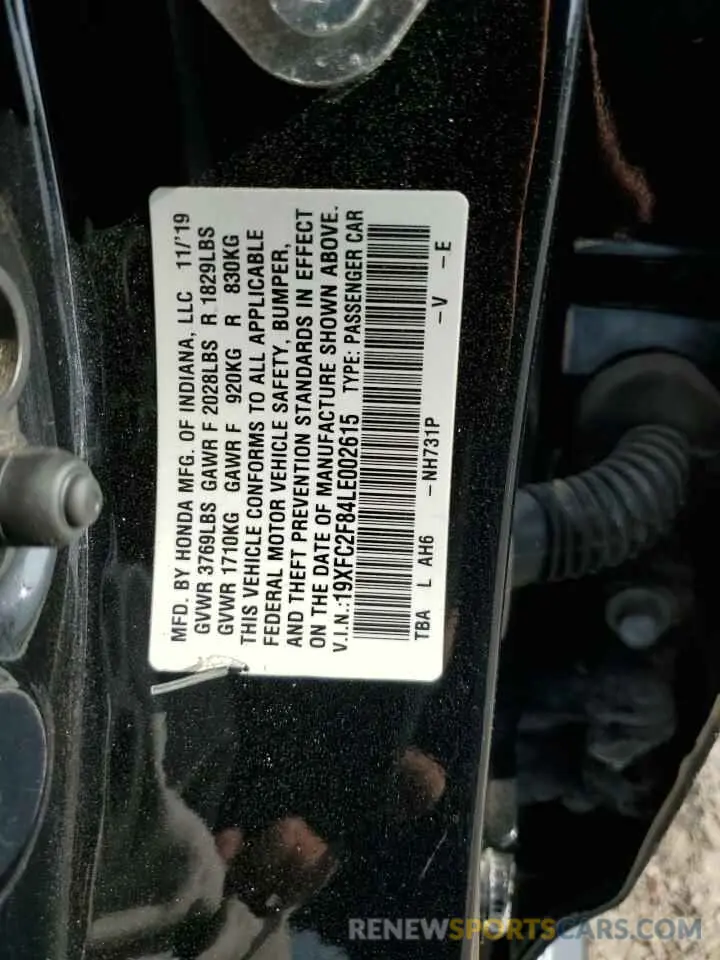 MFD. BY HONDA MFG. OF INDIANA, LLC 11/'19
GVWR 3769LBS GAWR F 2028LBS R 1829LBS
GVWR 1710KG GAWR F 920KG R 830KG
THIS VEHICLE CONFORMS TO ALL APPLICABLE
FEDERAL MOTOR VEHICLE SAFETY, BUMPER,
AND THEFT PREVENTION STANDARDS IN EFFECT
ON THE DATE OF MANUFACTURE SHOWN ABOVE.
V.I.N.:19XFC2F84LE002615 TYPE: PASSENGER CAR
TBA L AH6 -NH731P -V -E
RENEWSPORTSCARS.COM